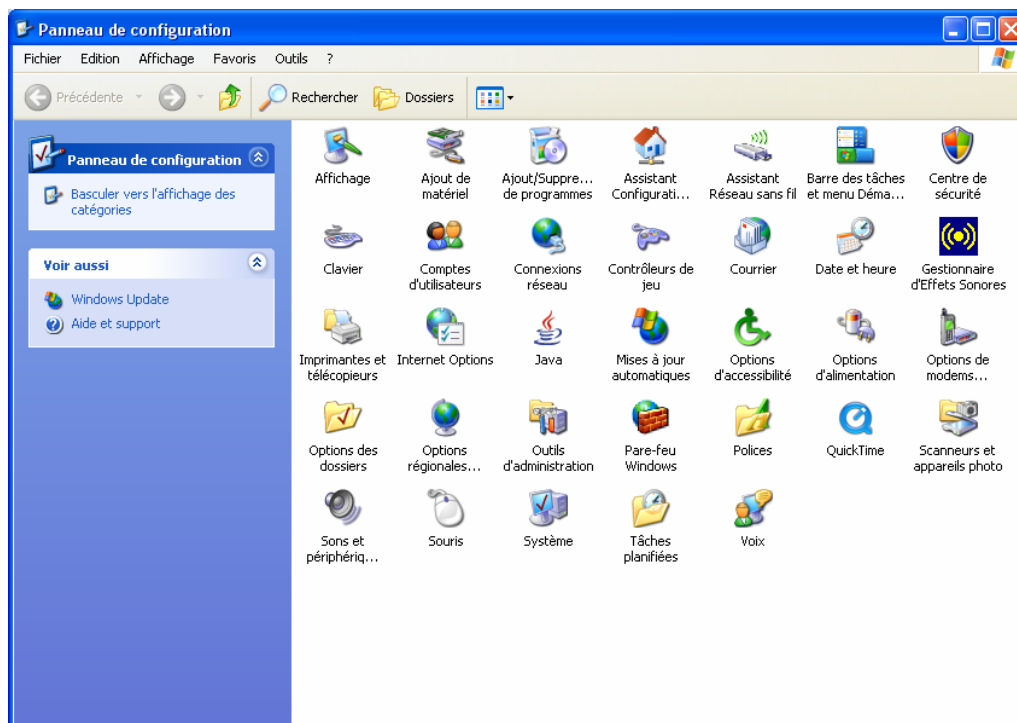 Panneau de configuration
Fichier Edition Affichage Favoris Outils ?
Précédente Rechercher Dossiers
Panneau de configuration
Basculer vers l'affichage des
catégories
Voir aussi
Windows Update
Aide et support
Affichage
Ajout de
matériel
Ajout/Suppre...
de programmes
Assistant
Configurati...
Assistant
Réseau sans fil
Barre des tâches
et menu Déma...
Centre de
sécurité
Clavier
Comptes
d'utilisateurs
Connexions
réseau
Contrôleurs de
jeu
Courrier
Date et heure
Gestionnaire
d'Effets Sonores
Imprimantes et
télécopieurs
Internet Options
Java
Mises à jour
automatiques
Options
d'accessibilité
Options
d'alimentation
Options de
modems...
Options des
dossiers
Options
régionales...
Outils
d'administration
Pare-feu
Windows
Polices
QuickTime
Scanneurs et
appareils photo
Sons et
périphériq...
Souris
Système
Tâches
planifiées
Voix